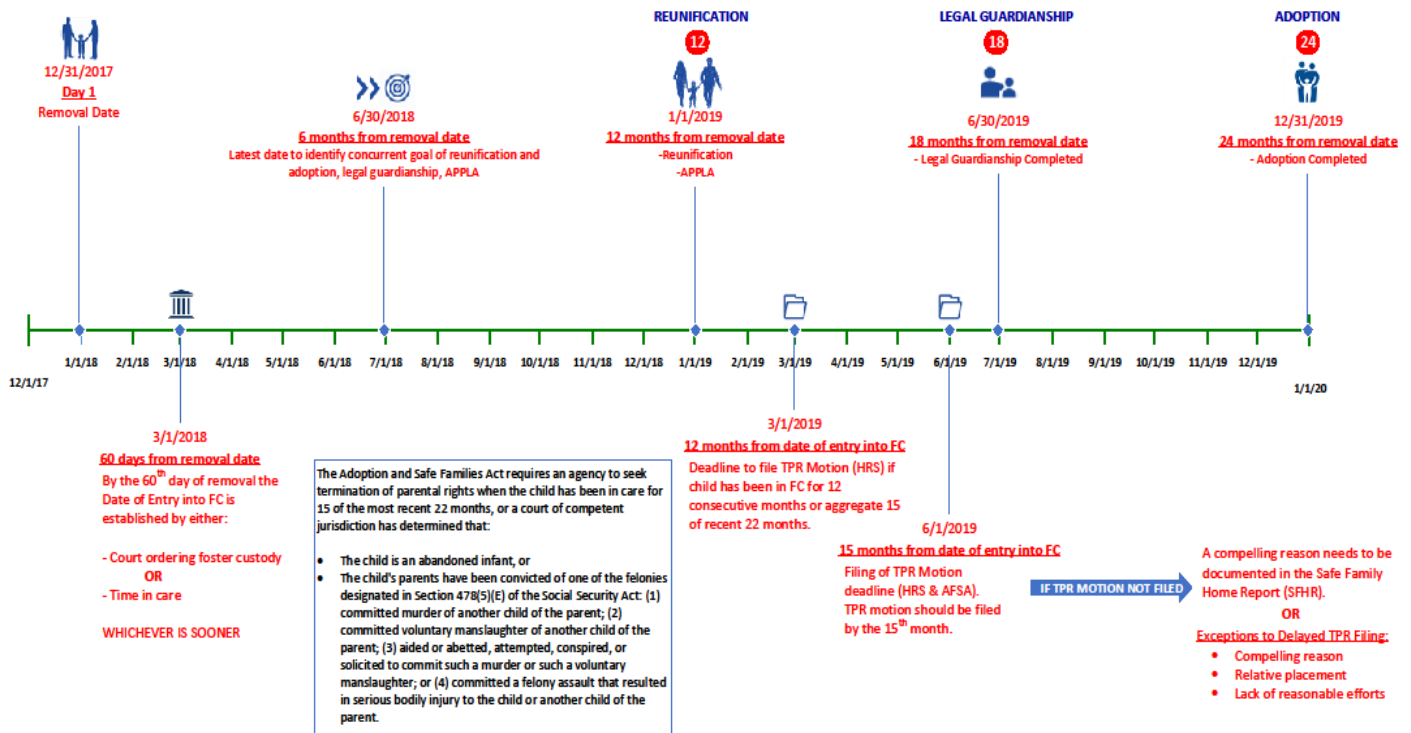 12/31/2017
Day 1
Removal Date
6/30/2018
6 months from removal date
Latest date to identify concurrent goal of reunification and
adoption, legal guardianship, APPLA
REUNIFICATION
12
1/1/2019
12 months from removal date
-Reunification
-APPLA
LEGAL GUARDIANSHIP
18
6/30/2019
18 months from removal date
- Legal Guardianship Completed
ADOPTION
24
12/31/2019
24 months from removal date
- Adoption Completed
12/1/17
1/1/18
2/1/18
3/1/18
4/1/18
5/1/18
6/1/18
7/1/18
8/1/18
9/1/18
10/1/18
11/1/18
12/1/18
1/1/19
2/1/19
3/1/19
4/1/19
5/1/19
6/1/19
7/1/19
8/1/19
9/1/19
10/1/19
11/1/19
12/1/19
1/1/20
3/1/2018
60 days from removal date
By the 60th day of removal the
Date of Entry into FC is
established by either:
- Court ordering foster custody
OR
- Time in care
WHICHEVER IS SOONER
The Adoption and Safe Families Act requires an agency to seek
termination of parental rights when the child has been in care for
15 of the most recent 22 months, or a court of competent
jurisdiction has determined that:
• The child is an abandoned infant, or
• The child's parents have been convicted of one of the felonies
designated in Section 478(5)(E) of the Social Security Act: (1)
committed murder of another child of the parent; (2)
committed voluntary manslaughter of another child of the
parent; (3) aided or abetted, attempted, conspired, or
solicited to commit such a murder or such a voluntary
manslaughter; or (4) committed a felony assault that resulted
in serious bodily injury to the child or another child of the
parent.
3/1/2019
12 months from date of entry into FC
Deadline to file TPR Motion (HRS) if
child has been in FC for 12
consecutive months or aggregate 15
of recent 22 months.
6/1/2019
15 months from date of entry into FC
Filing of TPR Motion
deadline (HRS & AFSA).
TPR motion should be filed
by the 15th month.
IF TPR MOTION NOT FILED
A compelling reason needs to be
documented in the Safe Family
Home Report (SFHR).
OR
Exceptions to Delayed TPR Filing:
• Compelling reason
• Relative placement
• Lack of reasonable efforts